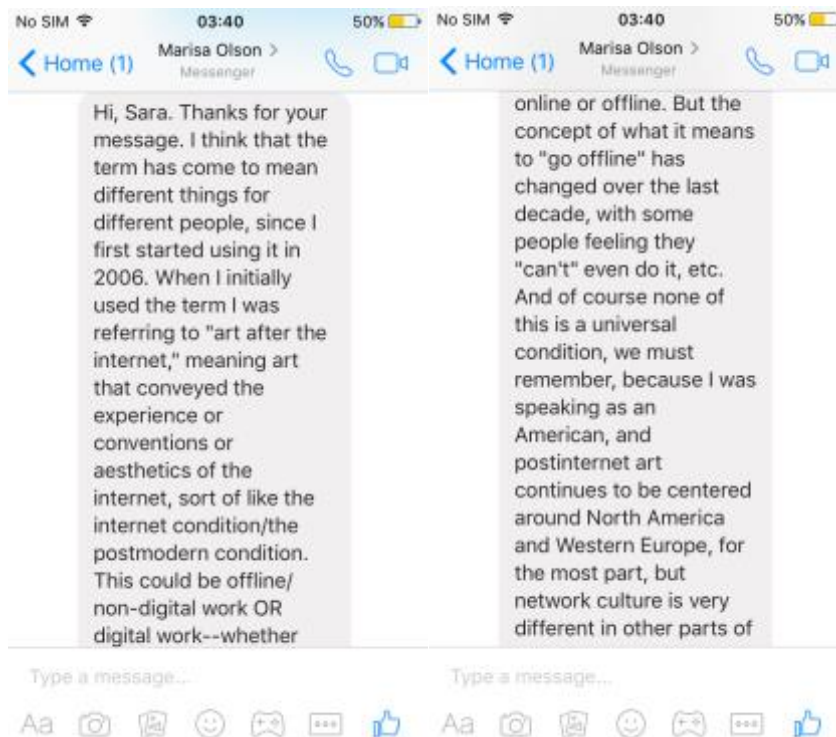 No SIM 03:40 50%
Home (1) Marisa Olson >
Messenger
Hi, Sara. Thanks for your
message. I think that the
term has come to mean
different things for
different people, since I
first started using it in
2006. When I initially
used the term I was
referring to "art after the
internet," meaning art
that conveyed the
experience or
conventions or
aesthetics of the
internet, sort of like the
internet condition/the
postmodern condition.
This could be offline/
non-digital work OR
digital work--whether
Type a message...
Aa
No SIM 03:40 50%
Home (1) Marisa Olson >
Messenger
online or offline. But the
concept of what it means
to "go offline" has
changed over the last
decade, with some
people feeling they
"can't" even do it, etc.
And of course none of
this is a universal
condition, we must
remember, because I was
speaking as an
American, and
postinternet art
continues to be centered
around North America
and Western Europe, for
the most part, but
network culture is very
different in other parts of
Type a message...
Aa